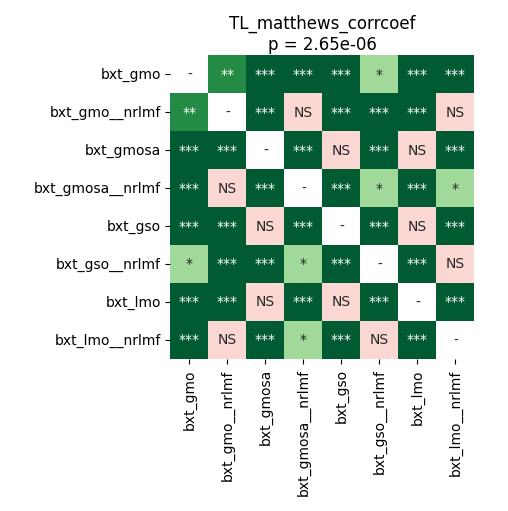 TL_matthews_corrcoef
p = 2.65e-06
bxt_gmo - ** *** *** *** * *** ***
bxt_gmo__nrlmf ** - *** NS *** *** *** NS
bxt_gmosa *** *** - *** NS *** NS ***
bxt_gmosa__nrlmf *** NS *** - *** * *** *
bxt_gso *** *** NS *** - *** NS ***
bxt_gso__nrlmf * *** *** * *** - *** NS
bxt_lmo *** *** NS *** NS *** - ***
bxt_lmo__nrlmf *** NS *** * *** NS *** -
bxt_gmo
bxt_gmo__nrlmf
bxt_gmosa
bxt_gmosa__nrlmf
bxt_gso
bxt_gso__nrlmf
bxt_lmo
bxt_lmo__nrlmf